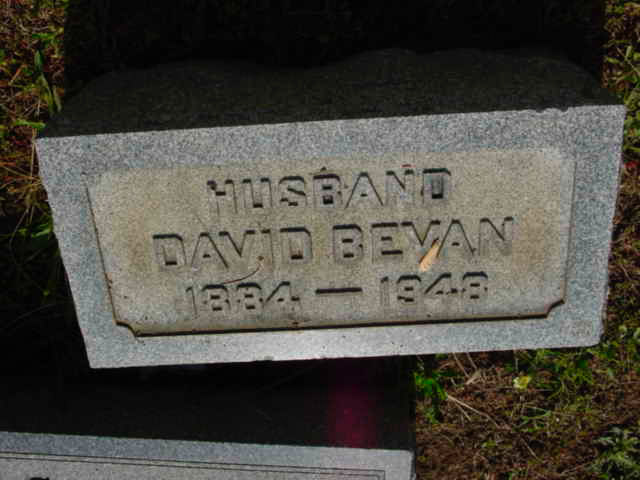 HUSBAND
DAVID BEVAN
1884 – 1948